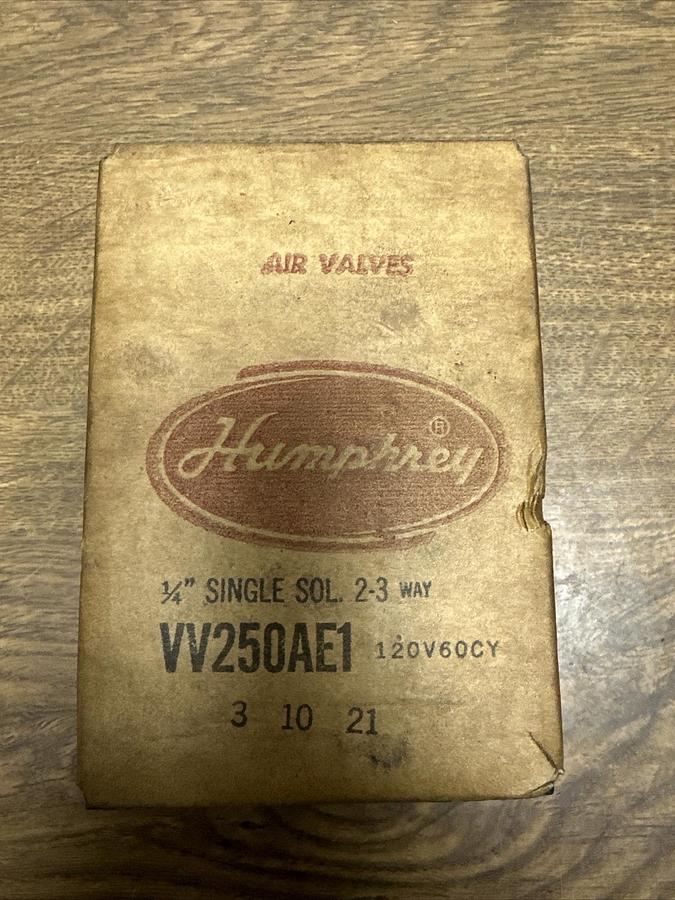 AIR VALVES
Humphrey ®
¼" SINGLE SOL. 2-3 WAY
VV250AE1 120V60CY
3 10 21